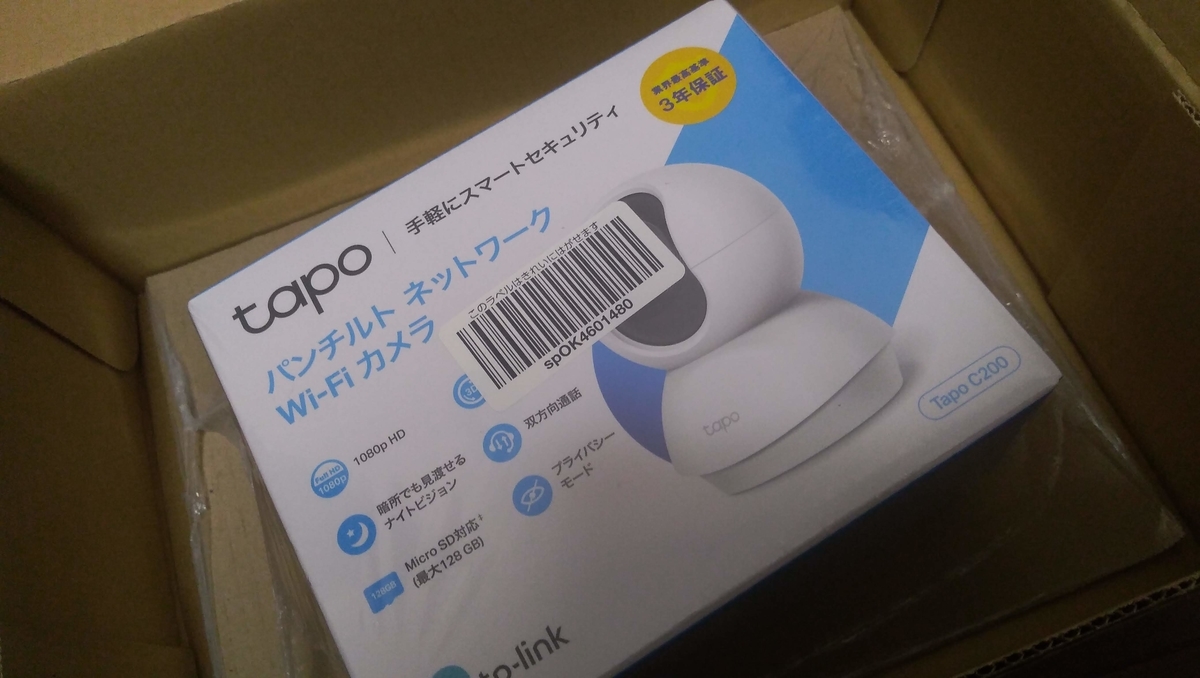 業界最高基準
3年保証
tapo | 手軽にスマートセキュリティ
パンチルト ネットワーク
Wi-Fi カメラ
このラベルはきれいにはがせます
spOK4601480
Full HD
1080p
1080p HD
暗所でも見渡せる
ナイトビジョン
128GB
Micro SD対応‡
(最大128 GB)
双方向通話
プライバシー
モード
tapo
Tapo C200
tp-link